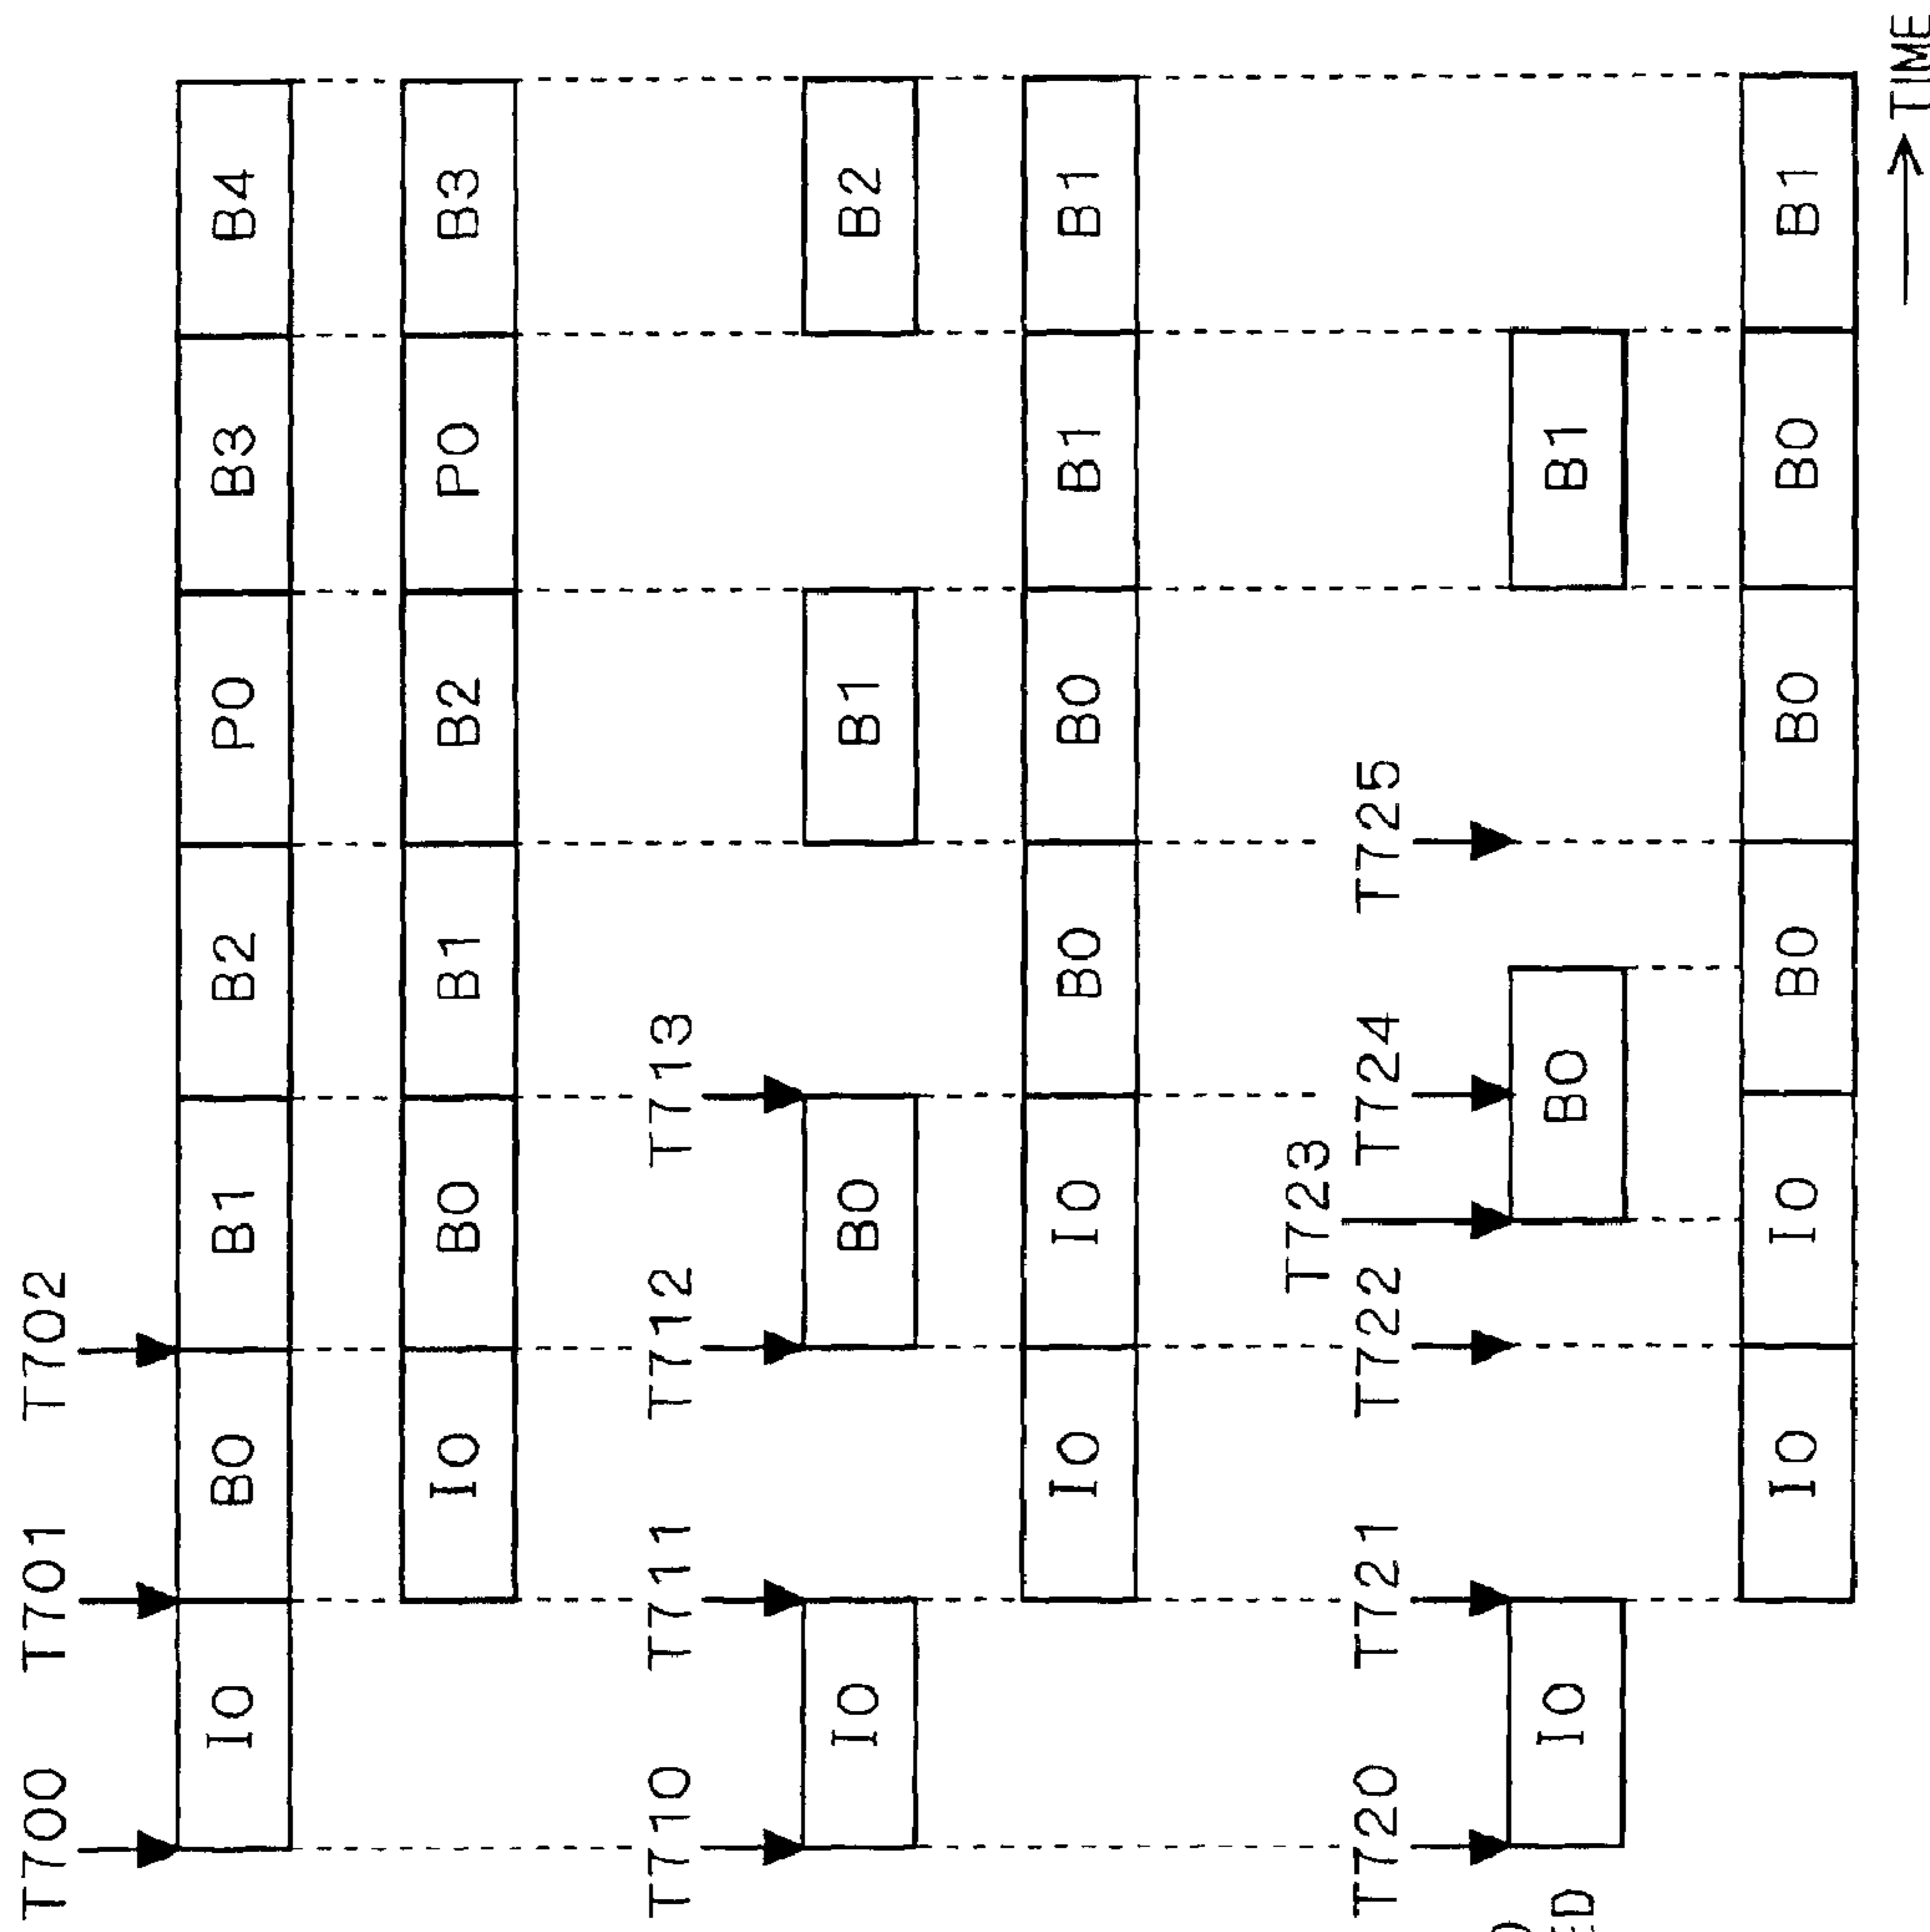 T700 T701 T702
I0 B0 B1 B2 P0 B3 B4
I0 B0 B1 B2 P0 B3
T710 T711 T712 T713
I0 B0 B1 B2
I0 I0 B0 B0 B1 B1
T723
T720 T721 T722 T724 T725
I0 B0 B1
ED
I0 I0 B0 B0 B0 B1
TIME